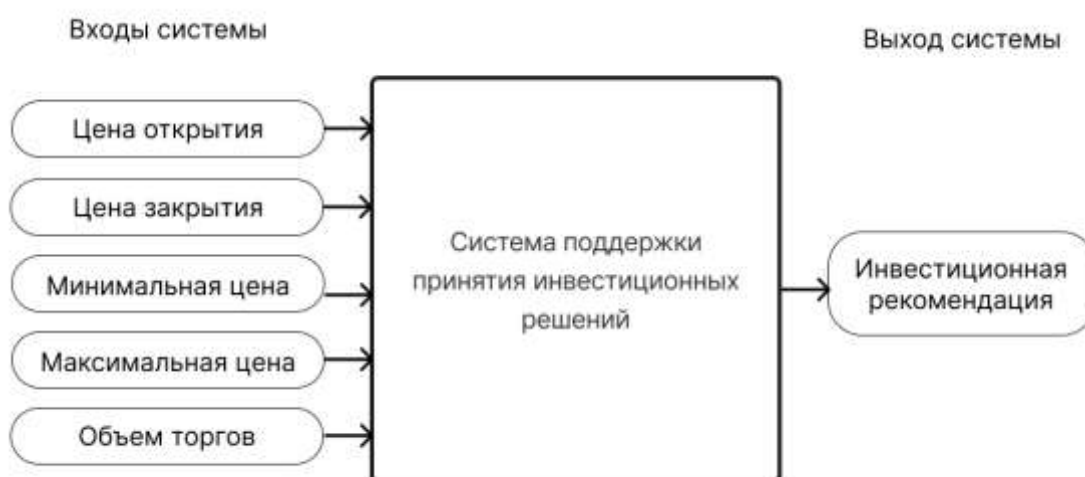 Входы системы
Выход системы
Цена открытия
Цена закрытия
Минимальная цена
Максимальная цена
Объем торгов
Система поддержки
принятия инвестиционных
решений
Инвестиционная
рекомендация